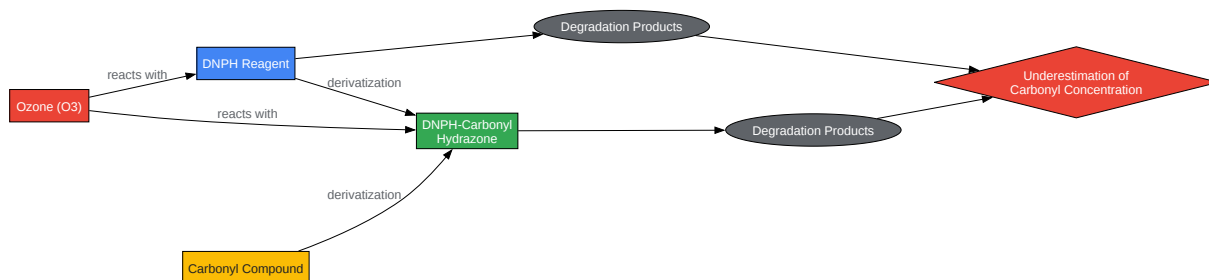 Degradation Products
DNPH Reagent
reacts with
derivatization
Underestimation of
Carbonyl Concentration
Ozone (O3)
reacts with
DNPH-Carbonyl
Hydrazone
Degradation Products
derivatization
Carbonyl Compound